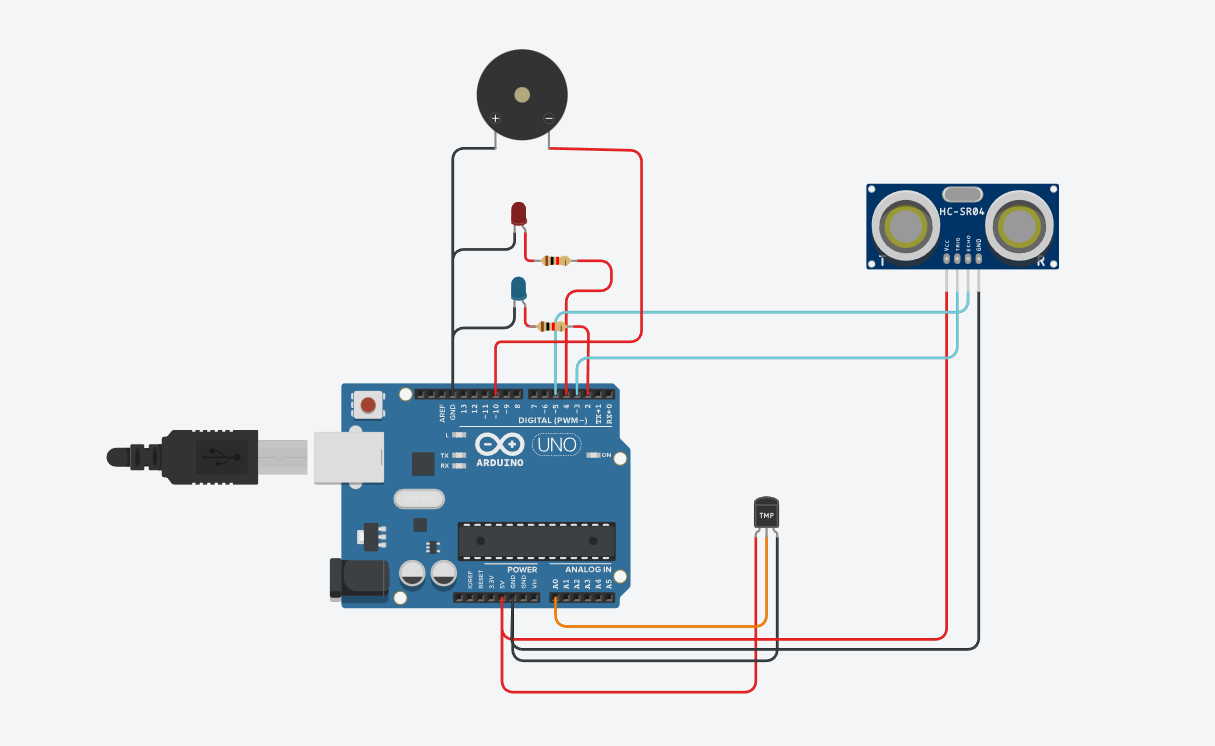 + −
HC-SR04
VCC
TRIG
ECHO
GND
T R
AREF
GND
13
12
~11
~10
~9
8
7
~6
~5
4
~3
2
TX→1
RX←0
DIGITAL (PWM~)
L
TX
RX
ARDUINO
UNO
ON
TMP
POWER
ANALOG IN
IOREF
RESET
3.3V
5V
GND
GND
Vin
A0
A1
A2
A3
A4
A5